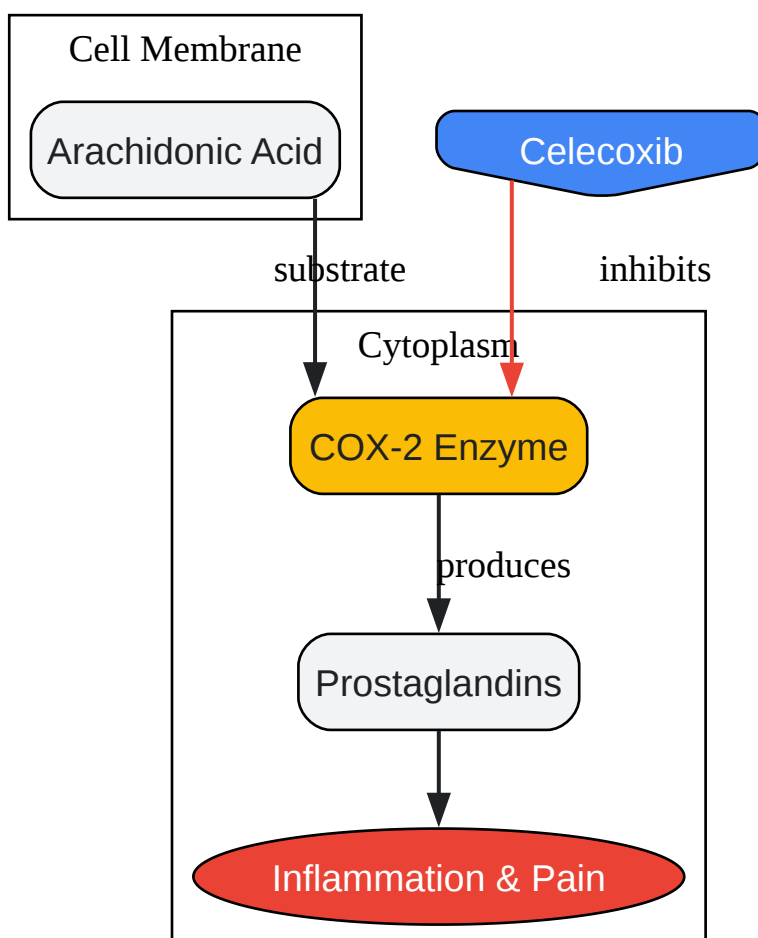 Cell Membrane
Arachidonic Acid
Celecoxib
substrate
inhibits
Cytoplasm
COX-2 Enzyme
produces
Prostaglandins
Inflammation & Pain